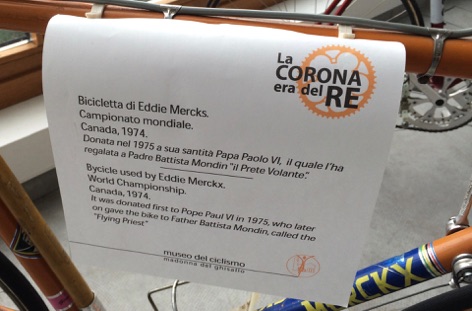 La
CORONA
era del RE
Bicicletta di Eddie Mercks.
Campionato mondiale.
Canada, 1974.
Donata nel 1975 a sua santità Papa Paolo VI, il quale l'ha
regalata a Padre Battista Mondin "il Prete Volante".
Bycicle used by Eddie Merckx.
World Championship.
Canada, 1974.
It was donated first to Pope Paul VI in 1975, who later
on gave the bike to Father Battista Mondin, called the
"Flying Priest"
museo del ciclismo
madonna del ghisallo
RCKX